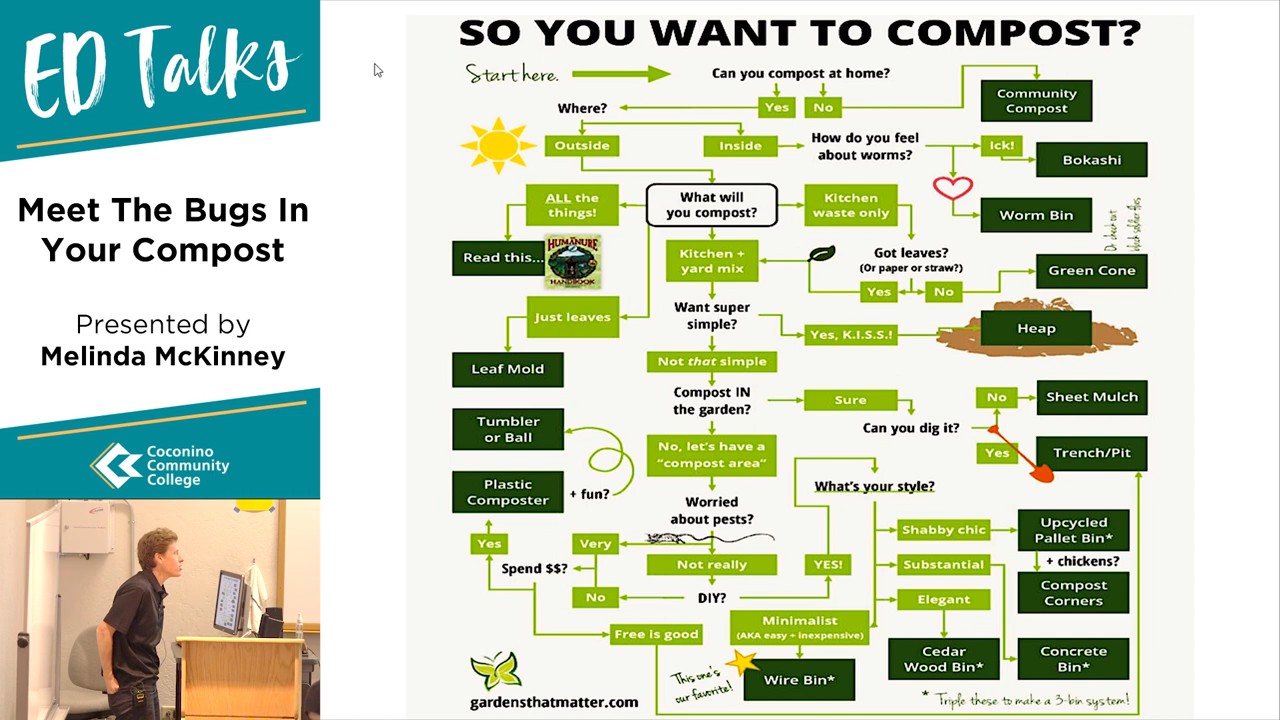 ED Talks
Meet The Bugs In
Your Compost
Presented by
Melinda McKinney
Coconino
Community
College
SO YOU WANT TO COMPOST?
Start here.
Can you compost at home?
Yes
No
Community
Compost
Where?
Outside
Inside
How do you feel
about worms?
Ick!
Bokashi
Worm Bin
Or check out
black soldier flies
What will
you compost?
ALL the
things!
Read this...
HUMANURE
HANDBOOK
Kitchen
waste only
Got leaves?
(Or paper or straw?)
Yes
No
Green Cone
Kitchen +
yard mix
Just leaves
Leaf Mold
Want super
simple?
Yes, K.I.S.S.!
Heap
Not that simple
Compost IN
the garden?
Sure
Can you dig it?
No
Sheet Mulch
Yes
Trench/Pit
No, let's have a
"compost area"
Tumbler
or Ball
Plastic
Composter
+ fun?
Worried
about pests?
Very
Not really
Yes
Spend $$?
No
DIY?
YES!
Free is good
What's your style?
Shabby chic
Upcycled
Pallet Bin*
+ chickens?
Compost
Corners
Substantial
Elegant
Minimalist
(AKA easy + inexpensive)
Cedar
Wood Bin*
Concrete
Bin*
Wire Bin*
This one's
our favorite!
gardensthatmatter.com
* Triple these to make a 3-bin system!